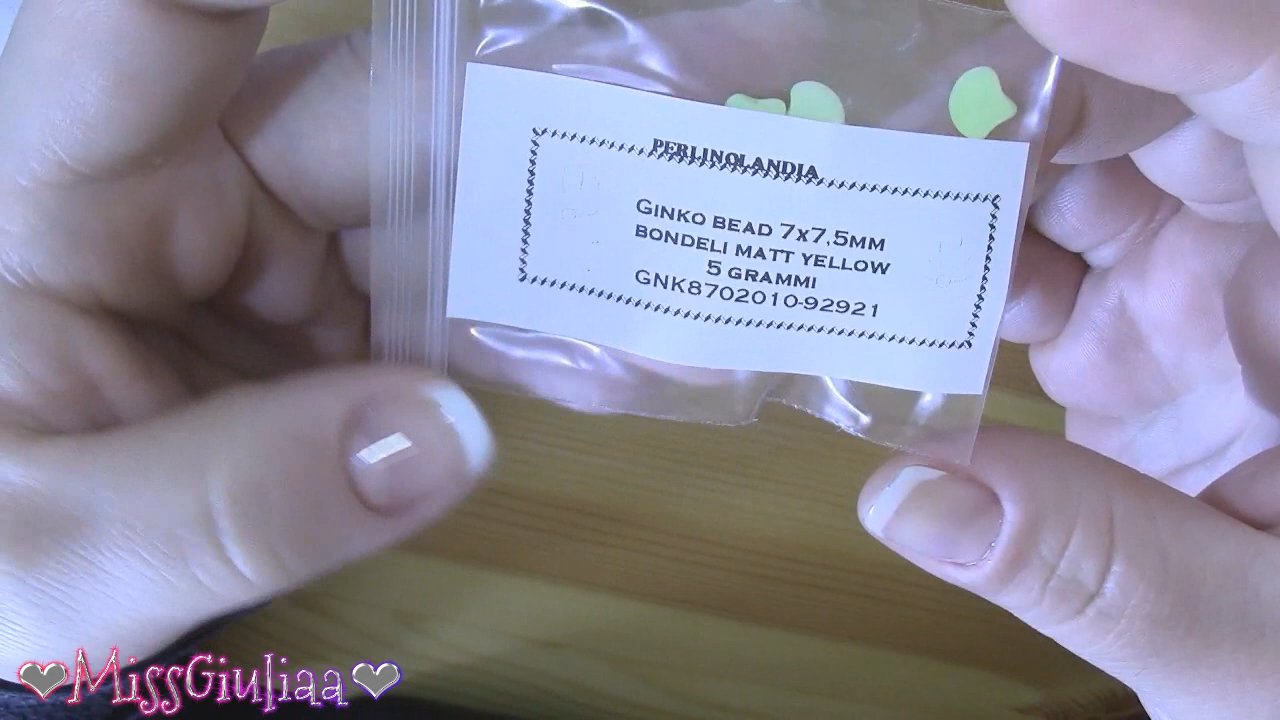 PERLINOLANDIA
GINKO BEAD 7X7,5MM
BONDELI MATT YELLOW
5 GRAMMI
GNK8702010-92921
MissGiuliaa